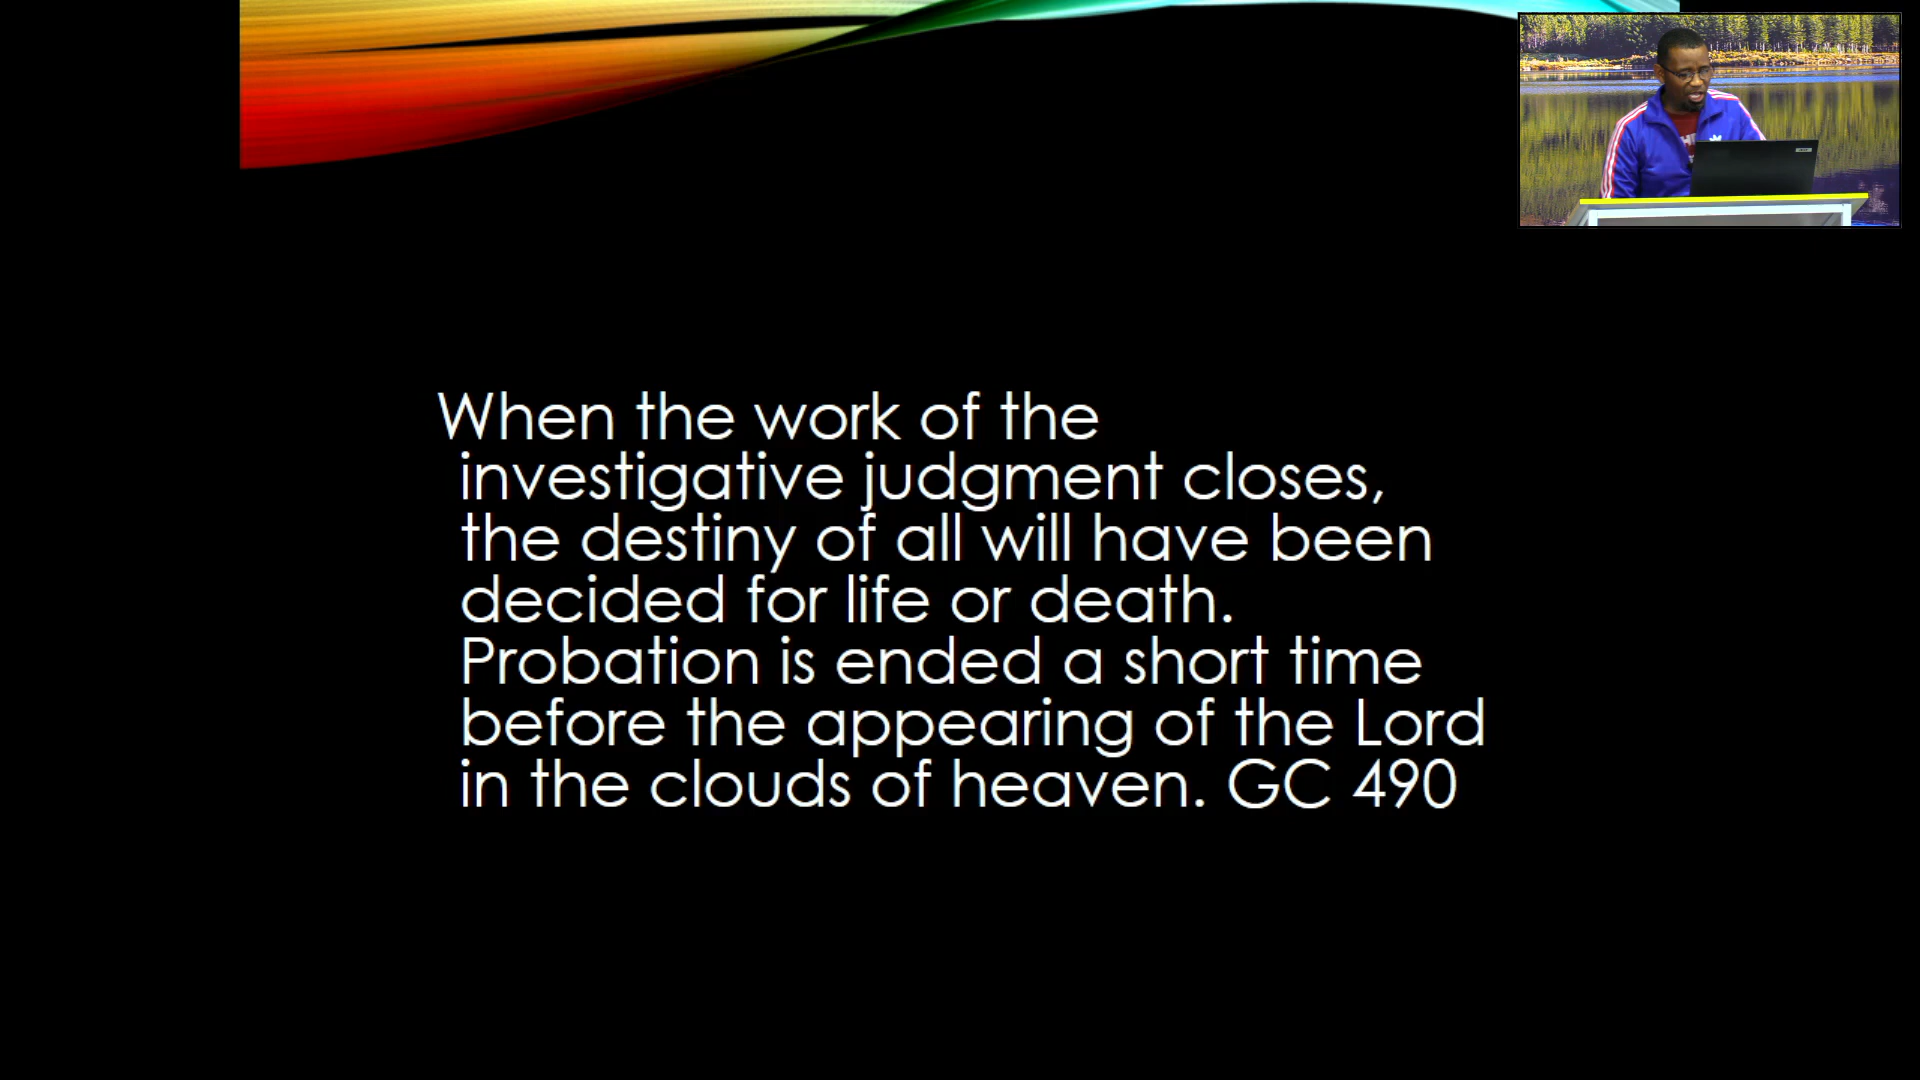 When the work of the
investigative judgment closes,
the destiny of all will have been
decided for life or death.
Probation is ended a short time
before the appearing of the Lord
in the clouds of heaven. GC 490